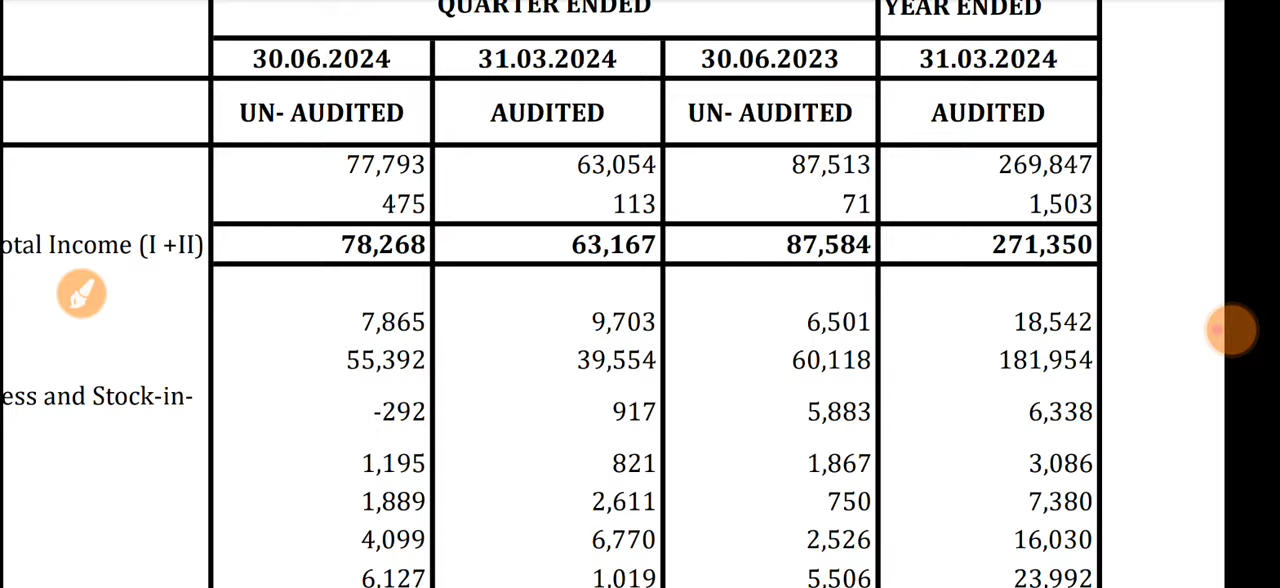 QUARTER ENDED YEAR ENDED
30.06.2024 31.03.2024 30.06.2023 31.03.2024
UN- AUDITED AUDITED UN- AUDITED AUDITED
77,793 63,054 87,513 269,847
475 113 71 1,503
otal Income (I +II) 78,268 63,167 87,584 271,350
7,865 9,703 6,501 18,542
55,392 39,554 60,118 181,954
ess and Stock-in-
-292 917 5,883 6,338
1,195 821 1,867 3,086
1,889 2,611 750 7,380
4,099 6,770 2,526 16,030
6,127 1,019 5,506 23,992